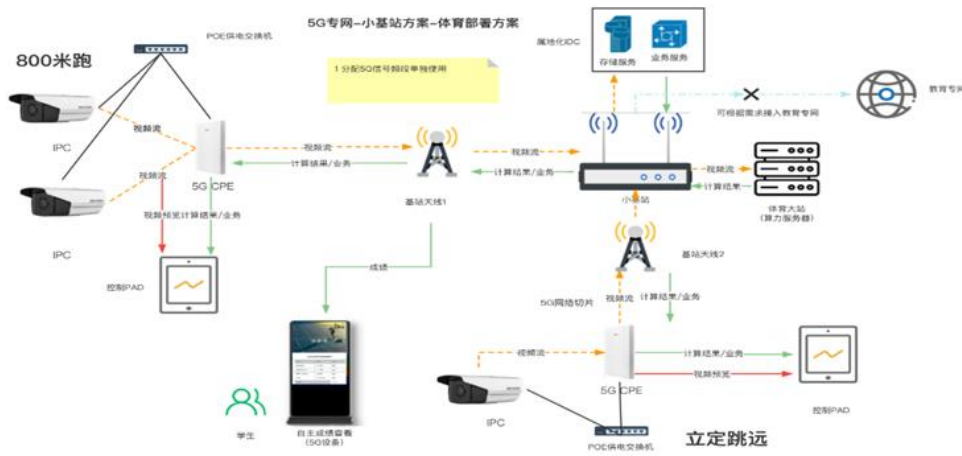 5G专网-小基站方案-体育部署方案
POE供电交换机
属地化IDC
800米跑
1 分配5G信号频段单独使用
存储服务
业务服务
教育专网
可根据需求接入教育专网
视频流
IPC
视频流
计算结果/业务
视频流
计算结果/业务
视频流
计算结果
5G CPE
视频流
小基站
体育大站
(算力服务器)
基站天线1
视频预览
计算结果/业务
IPC
控制PAD
成绩
基站天线2
5G网络切片
视频流
计算结果/业务
视频流
计算结果/业务
视频预览
5G CPE
IPC
控制PAD
学生
自主成绩查看
(5G设备)
POE供电交换机
立定跳远